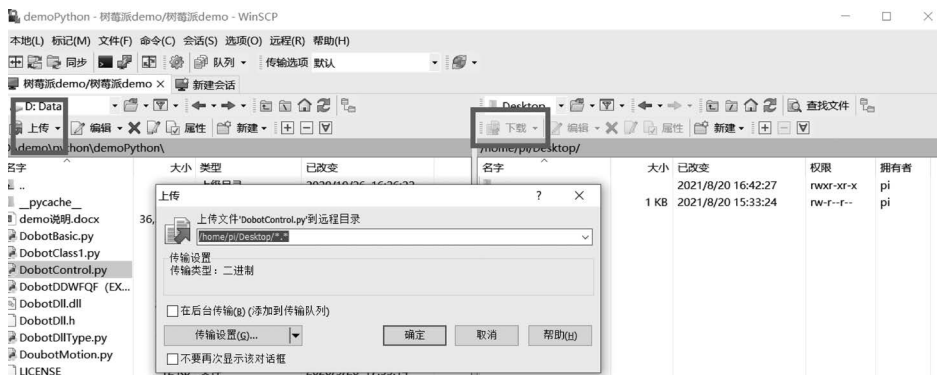 demoPython - 树莓派demo/树莓派demo - WinSCP
本地(L) 标记(M) 文件(F) 命令(C) 会话(S) 选项(O) 远程(R) 帮助(H)
同步 队列 传输选项 默认
树莓派demo/树莓派demo × 新建会话
D: Data
Desktop 查找文件
上传 编辑 属性 新建
下载 编辑 属性 新建
\demo\python\demoPython\
/home/pi/Desktop/
名字 大小 类型 已改变
名字 大小 已改变 权限 拥有者
..
2021/8/20 16:42:27 rwxr-xr-x pi
__pycache__
1 KB 2021/8/20 15:33:24 rw-r--r-- pi
demo说明.docx 36,
DobotBasic.py
DobotClass1.py
DobotControl.py
DobotDDWFQF（EX...
DobotDll.dll
DobotDll.h
DobotDllType.py
DoubotMotion.py
LICENSE
上传 ? ×
上传文件'DobotControl.py'到远程目录
/home/pi/Desktop/*.*
传输设置
传输类型：二进制
在后台传输(B) (添加到传输队列)
传输设置(G)... 确定 取消 帮助(H)
不要再次显示该对话框